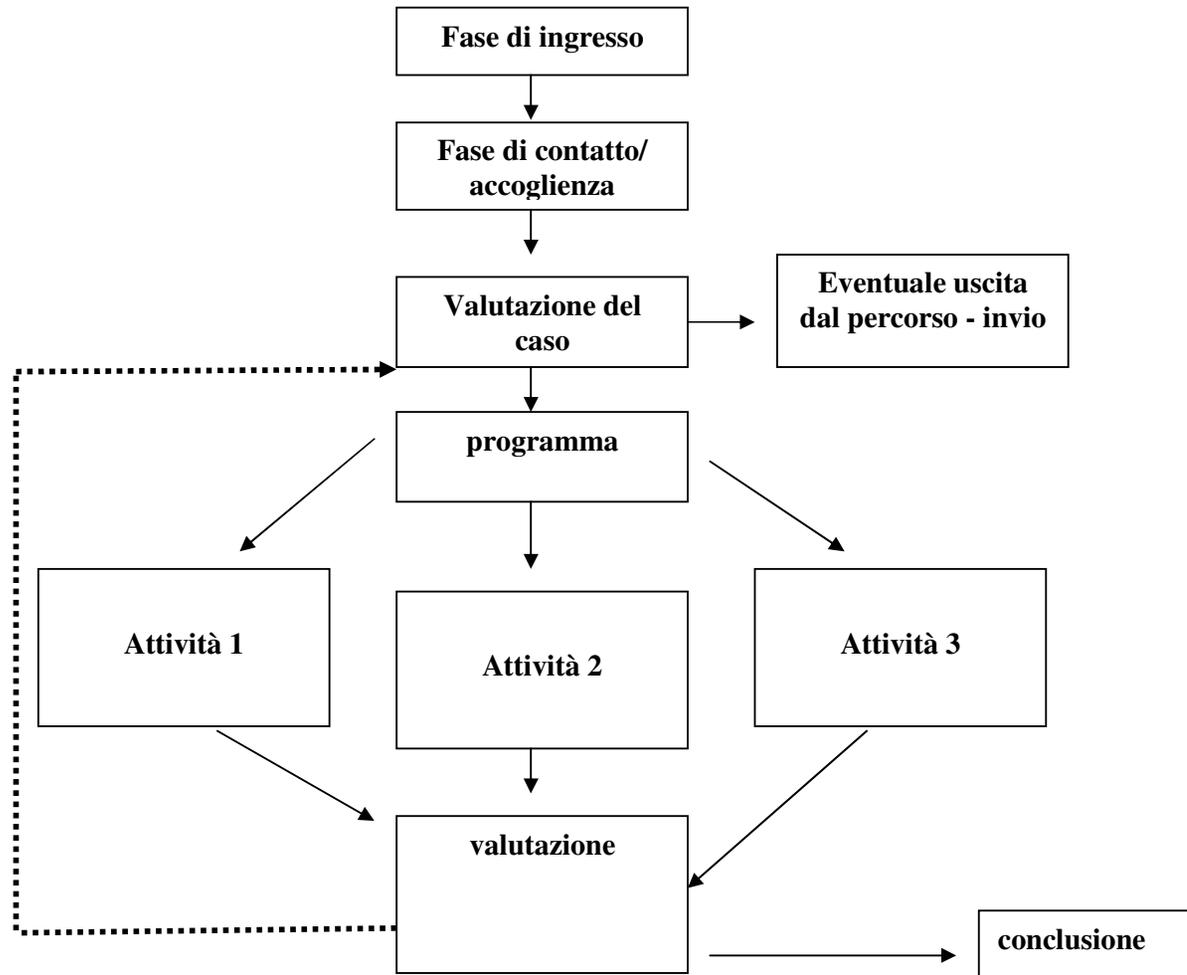 Fase di ingresso
Fase di contatto/
accoglienza
Valutazione del
caso
Eventuale uscita
dal percorso - invio
programma
Attività 1
Attività 2
Attività 3
valutazione
conclusione